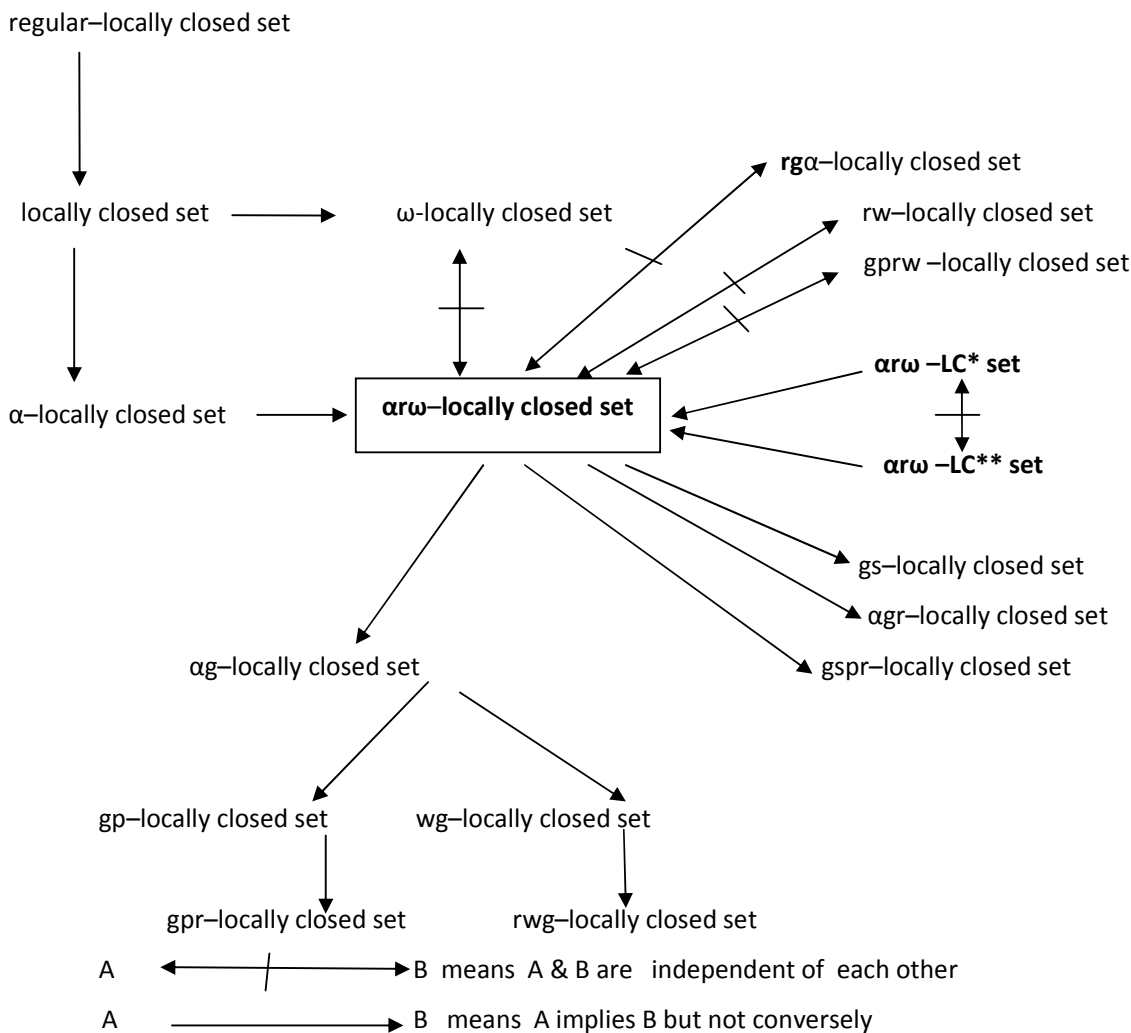 regular–locally closed set
rgα–locally closed set
locally closed set
ω-locally closed set
rw–locally closed set
gprw –locally closed set
αrω –LC* set
α–locally closed set
αrω–locally closed set
αrω –LC** set
gs–locally closed set
αgr–locally closed set
αg–locally closed set
gspr–locally closed set
gp–locally closed set
wg–locally closed set
gpr–locally closed set
rwg–locally closed set
A B means A & B are independent of each other
A B means A implies B but not conversely